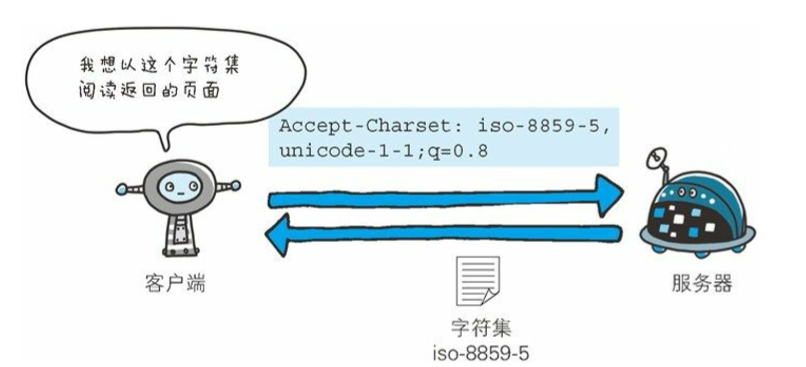 我想以这个字符集
阅读返回的页面
Accept-Charset: iso-8859-5,
unicode-1-1;q=0.8
客户端
服务器
字符集
iso-8859-5